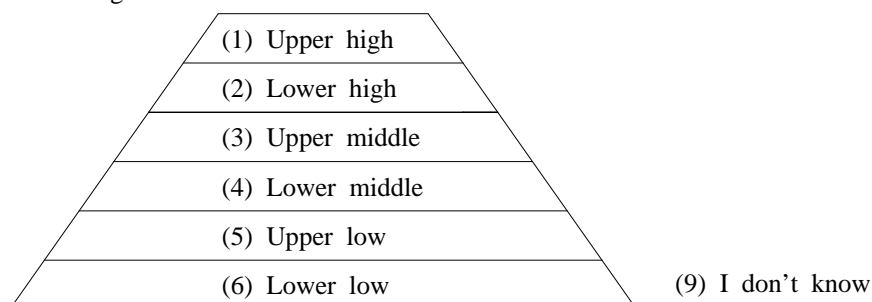 (1) Upper high
(2) Lower high
(3) Upper middle
(4) Lower middle
(5) Upper low
(6) Lower low
(9) I don't know